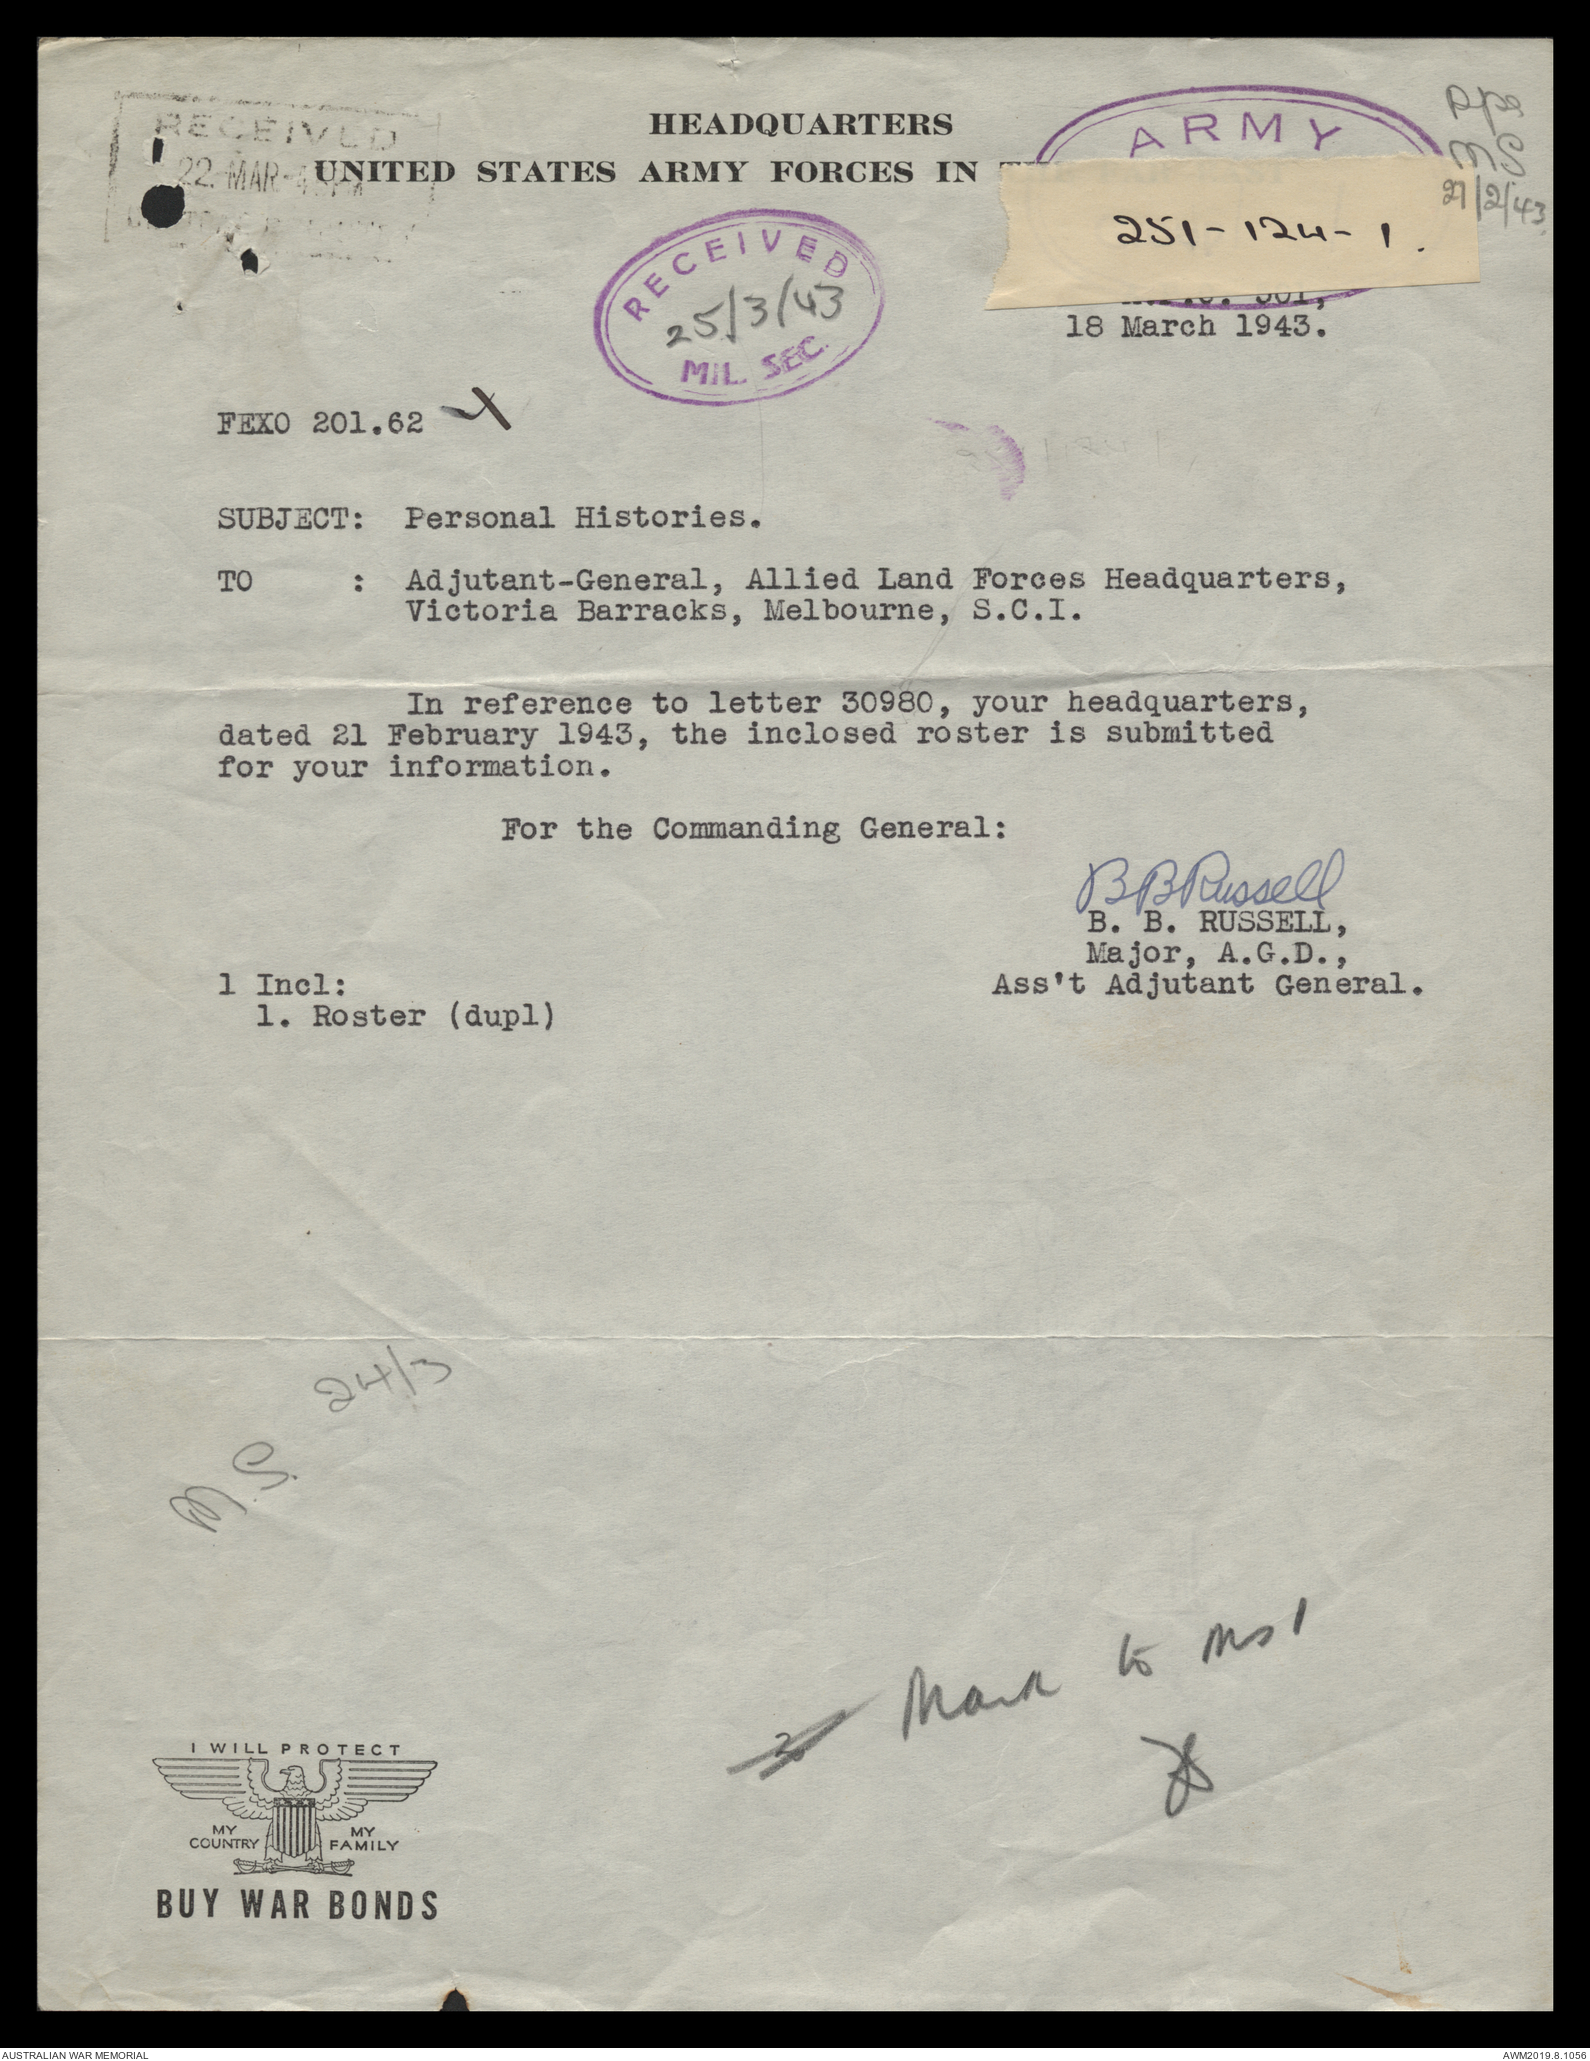 HEADQUARTERS
UNITED STATES ARMY FORCES IN
RECEIVED
22 MAR
ARMY
pps
MS
27/2/43
251-124-1.
RECEIVED
25/3/43
MIL. SEC.
18 March 1943.
FEXO 201.62
SUBJECT: Personal Histories.
TO : Adjutant-General, Allied Land Forces Headquarters,
Victoria Barracks, Melbourne, S.C.I.
In reference to letter 30980, your headquarters,
dated 21 February 1943, the inclosed roster is submitted
for your information.
For the Commanding General:
BBRussell
B. B. RUSSELL,
Major, A.G.D.,
Ass't Adjutant General.
1 Incl:
1. Roster (dupl)
24/3
M.S.
Mark to MS1
I WILL PROTECT
MY COUNTRY
MY FAMILY
BUY WAR BONDS
AUSTRALIAN WAR MEMORIAL
AWM2019.8.1056